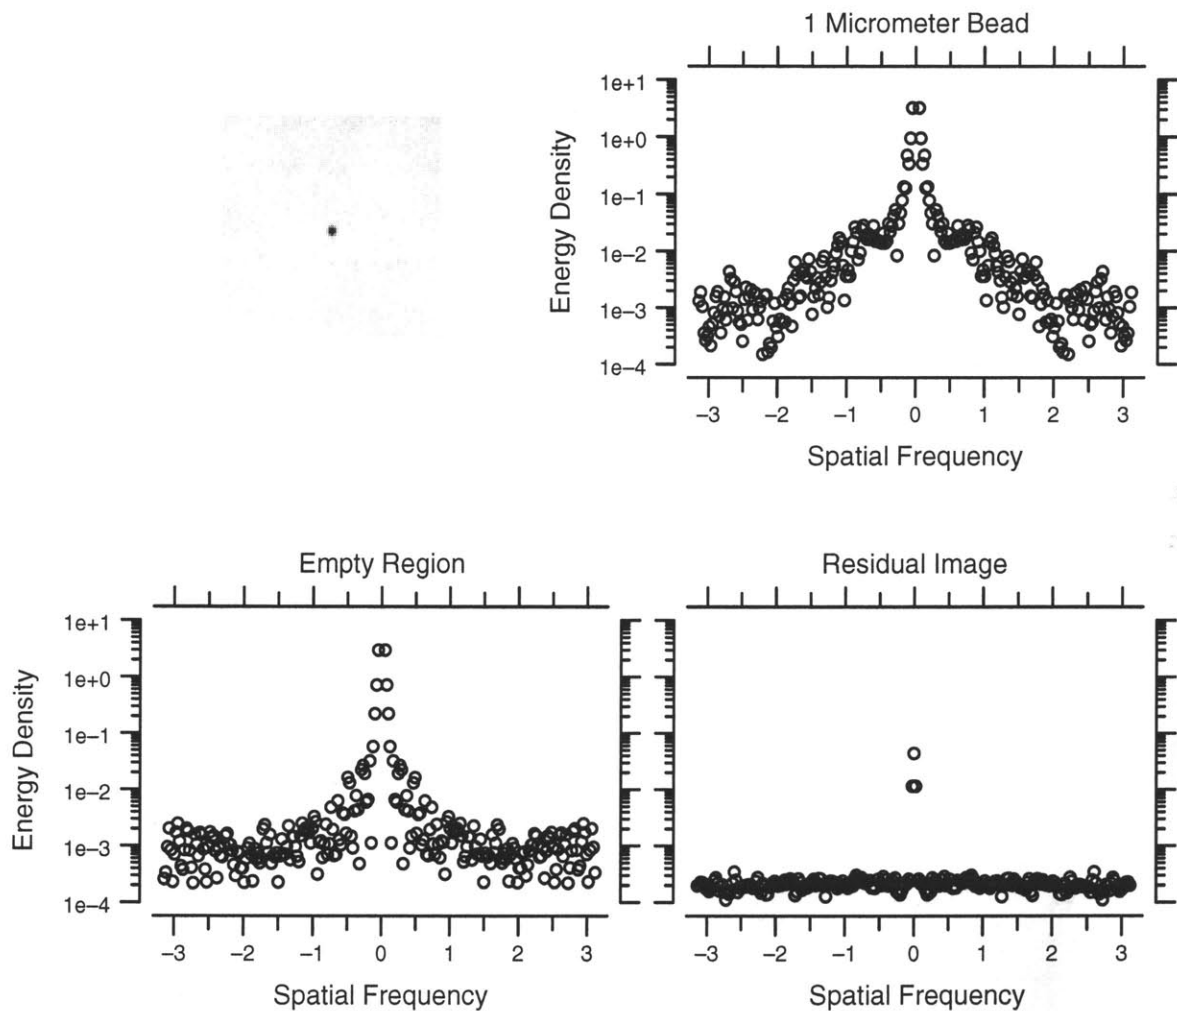 1 Micrometer Bead
1e+1
1e+0
1e−1
1e−2
1e−3
1e−4
Energy Density
−3 −2 −1 0 1 2 3
Spatial Frequency
Empty Region
1e+1
1e+0
1e−1
1e−2
1e−3
1e−4
Energy Density
−3 −2 −1 0 1 2 3
Spatial Frequency
Residual Image
−3 −2 −1 0 1 2 3
Spatial Frequency